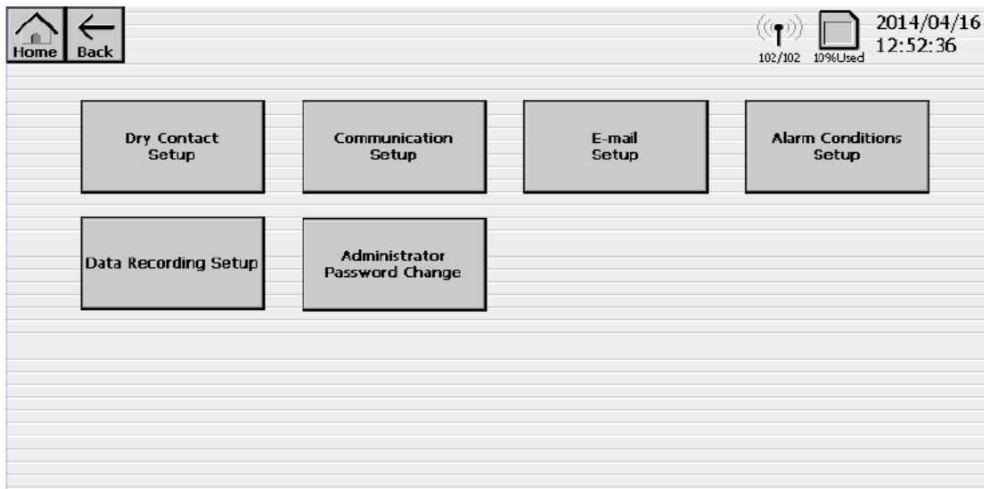 Home
Back
102/102
10%Used
2014/04/16
12:52:36
Dry Contact
Setup
Communication
Setup
E-mail
Setup
Alarm Conditions
Setup
Data Recording Setup
Administrator
Password Change